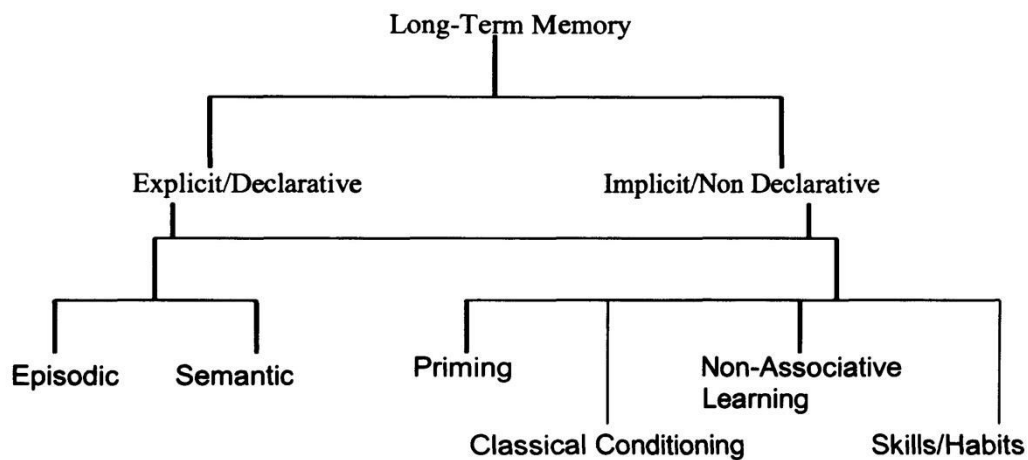 Long-Term Memory
Explicit/Declarative
Implicit/Non Declarative
Episodic
Semantic
Priming
Non-Associative
Learning
Classical Conditioning
Skills/Habits